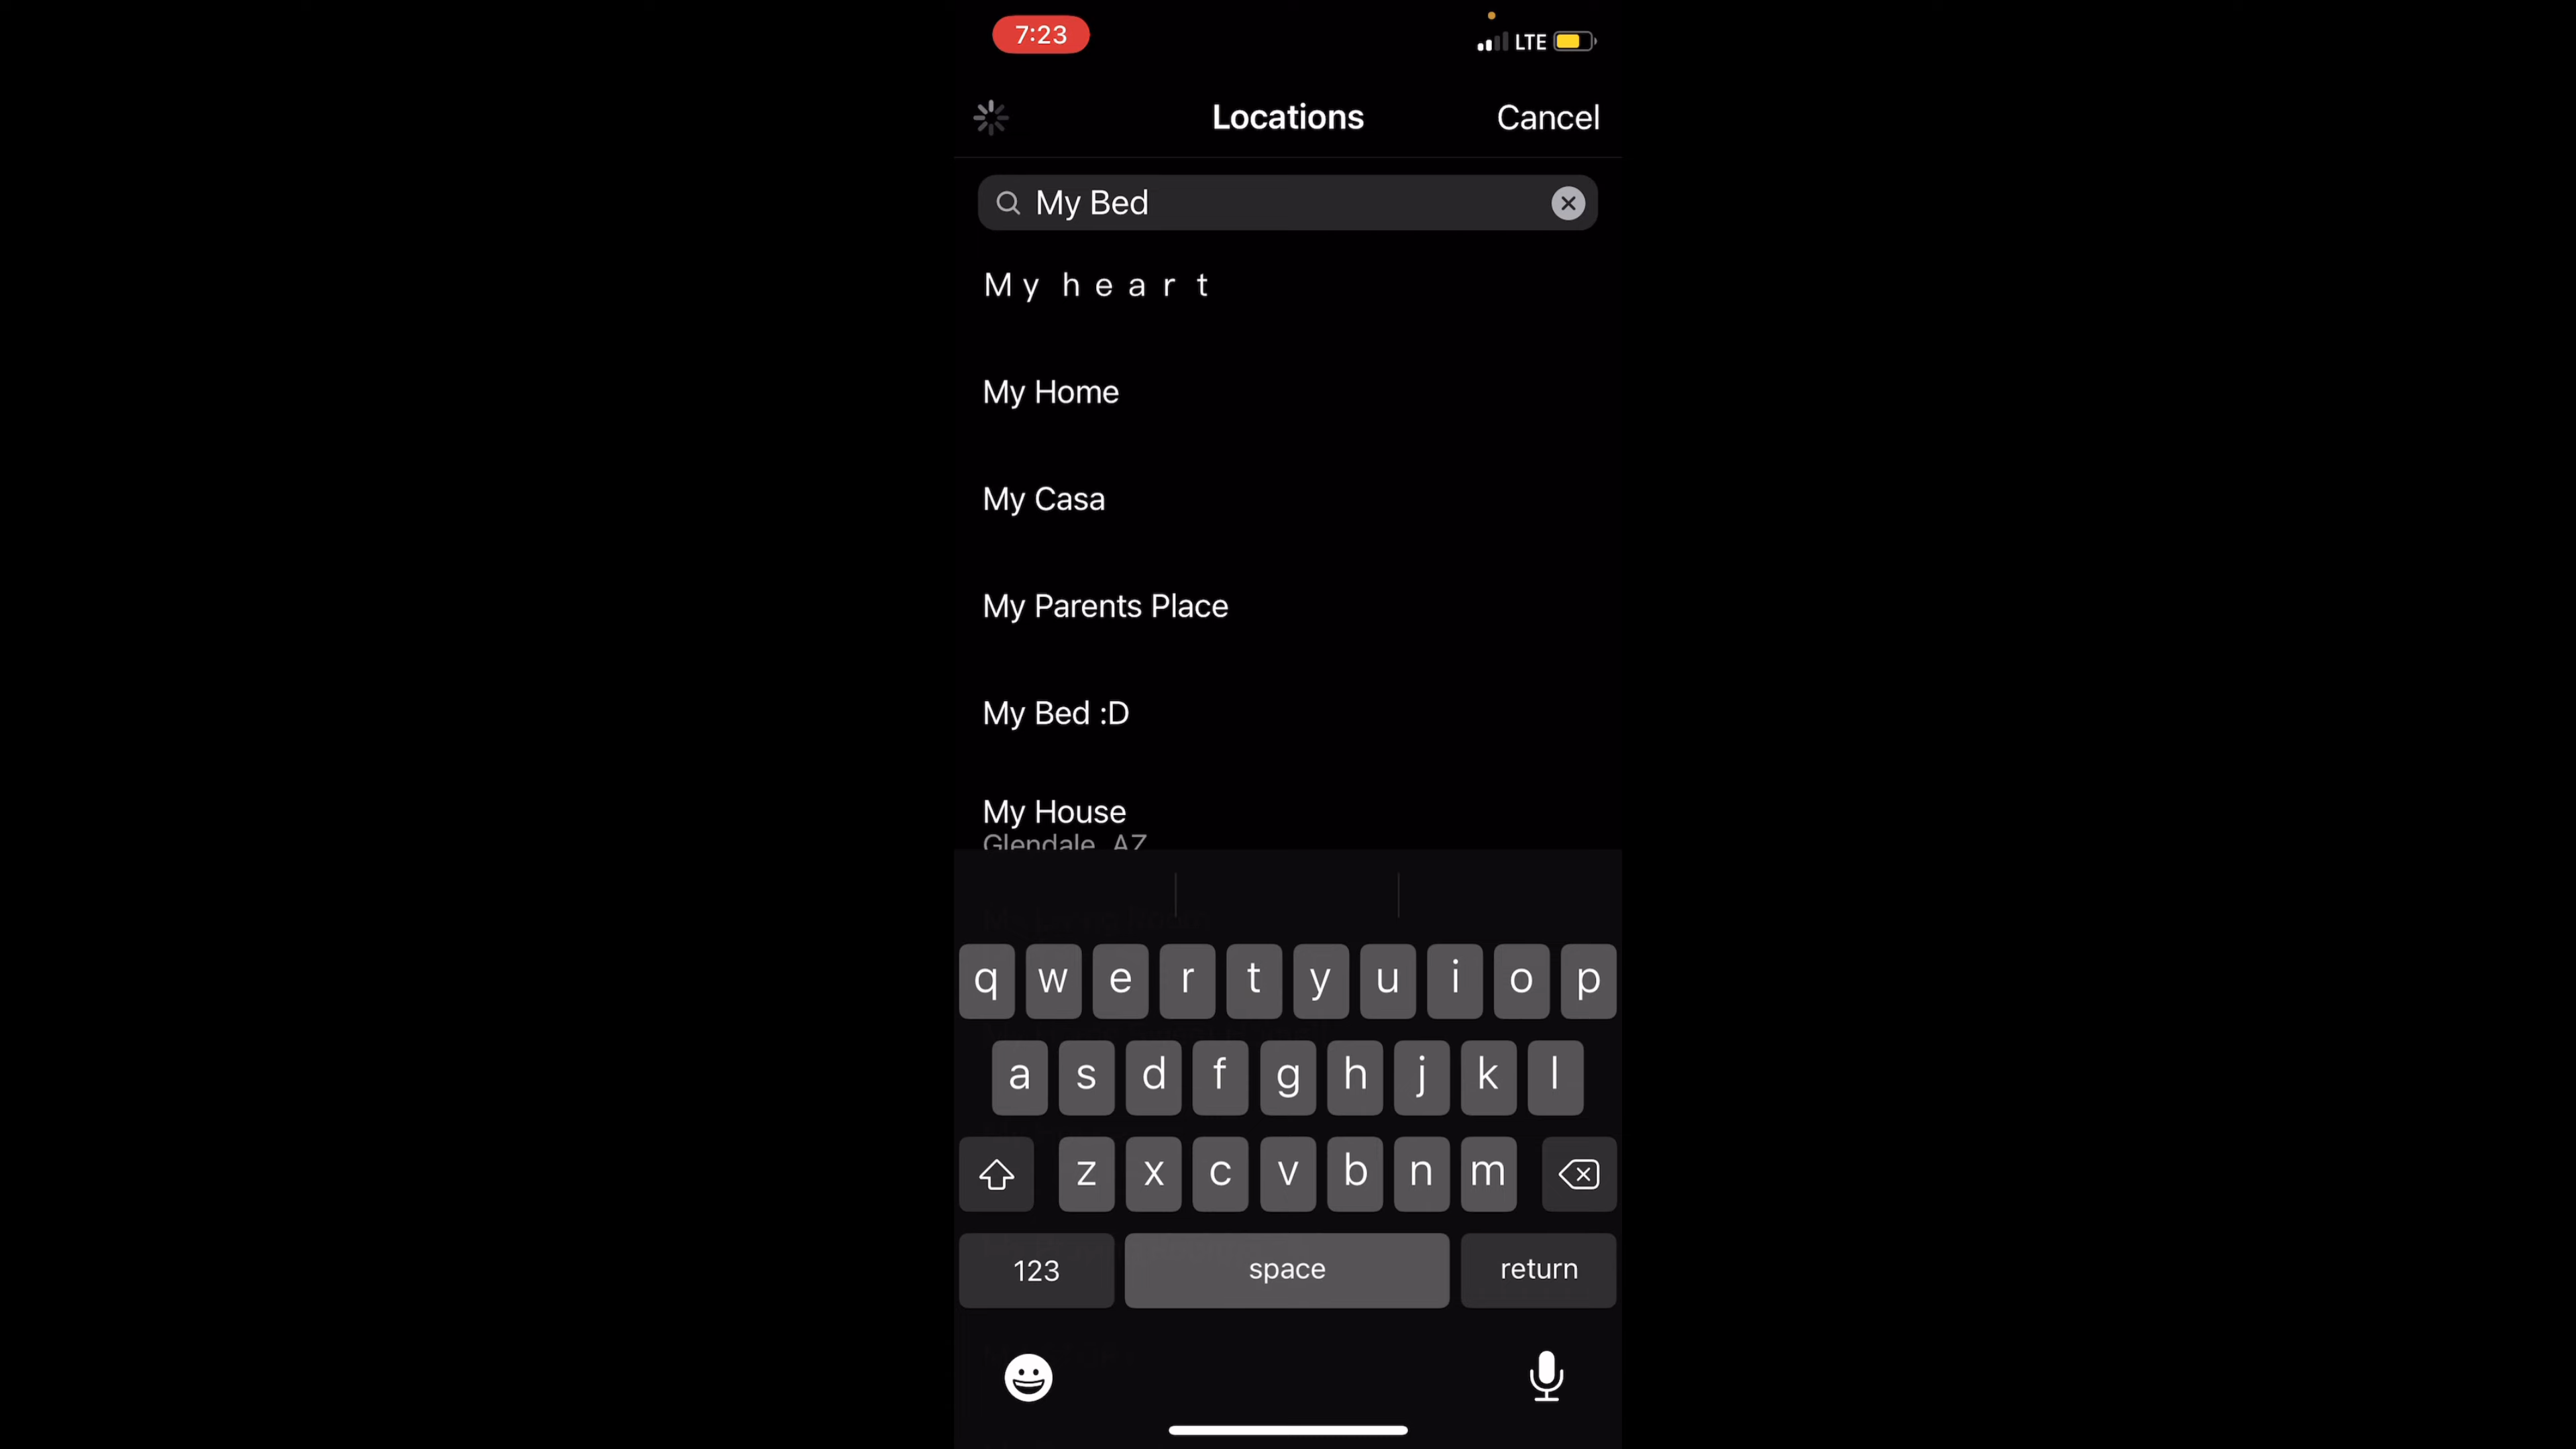 7:23
LTE
Locations
Cancel
My Bed
M y h e a r t
My Home
My Casa
My Parents Place
My Bed :D
My House
Glendale, AZ
q w e r t y u i o p
a s d f g h j k l
z x c v b n m
123
space
return